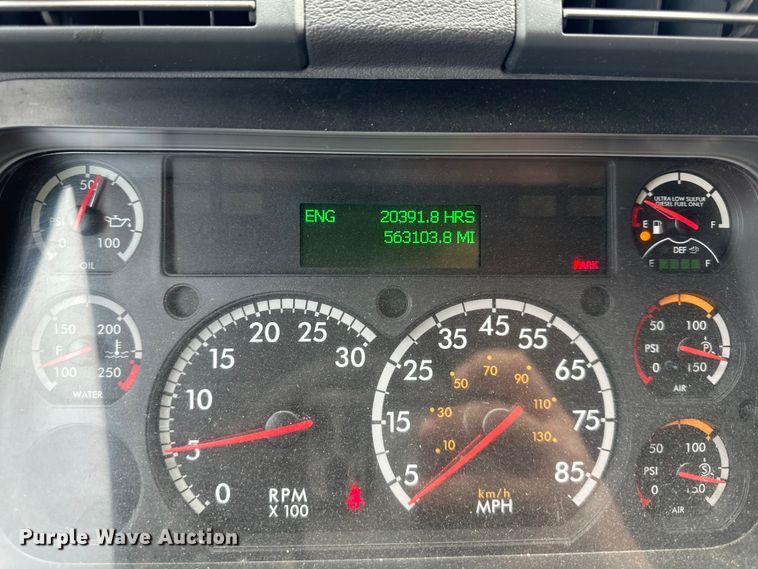 ENG 20391.8 HRS
563103.8 MI
PARK
50
PSI
0 100
OIL
150 200
F
100 250
WATER
0 5 10 15 20 25 30
RPM
X 100
5 15 25 35 45 55 65 75 85
10 30 50 70 90 110 130
km/h
MPH
ULTRA LOW SULFUR
DIESEL FUEL ONLY
E F
DEF
E F
50 100
PSI P
0 150
AIR
50 100
PSI S
0 150
AIR
Purple Wave Auction